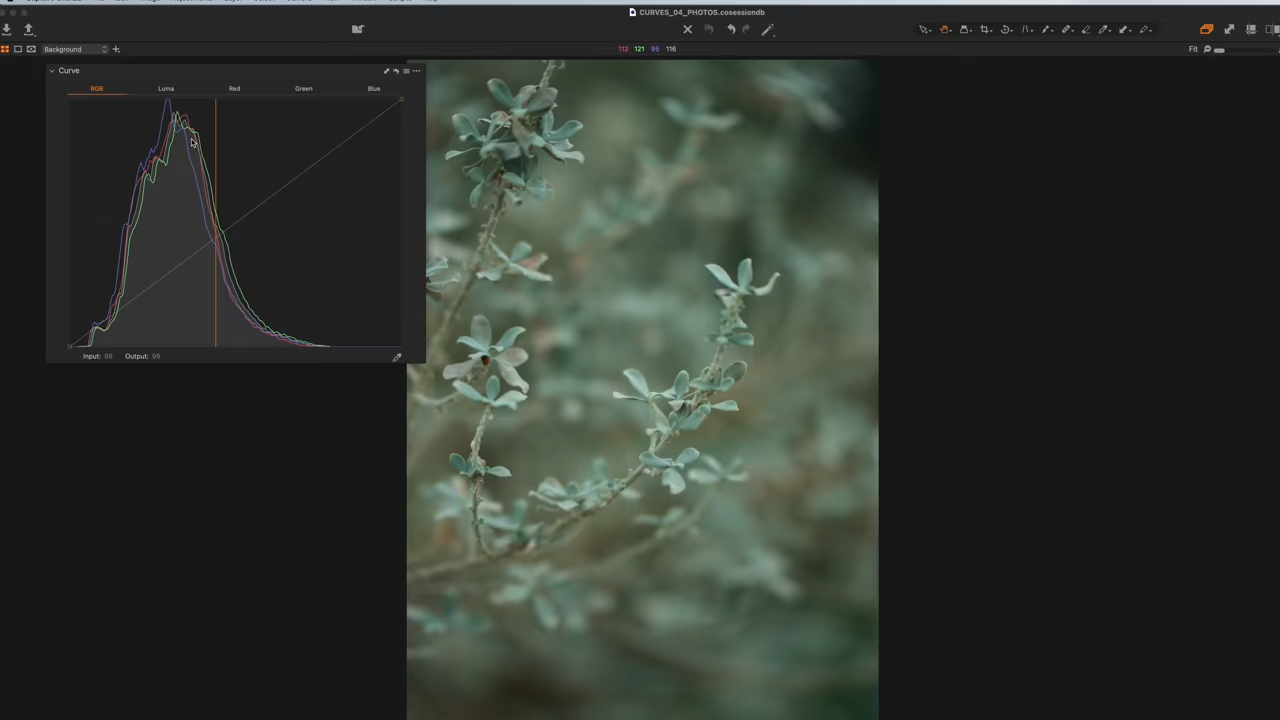 CURVES_04_PHOTOS.cosessiondb
Background
112 121 95 116
Fit
Curve
RGB Luma Red Green Blue
Input: 99 Output: 99